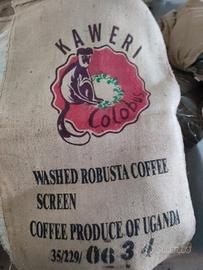 KAWERI
Colobus
WASHED ROBUSTA COFFEE
SCREEN
COFFEE PRODUCE OF UGANDA
35/229/ 0634